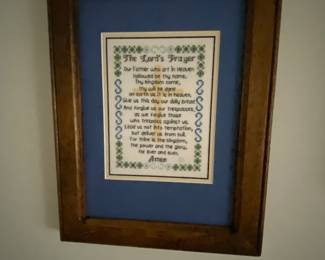 The Lord's Prayer
Our Father who art in Heaven
Hallowed be thy name,
Thy Kingdom come,
thy will be done
on earth as it is in heaven.
Give us this day our daily bread
And forgive us our trespasses,
as we forgive those
who trespass against us.
Lead us not into temptation,
but deliver us from evil.
For thine is the kingdom,
the power and the glory,
for ever and ever,
Amen